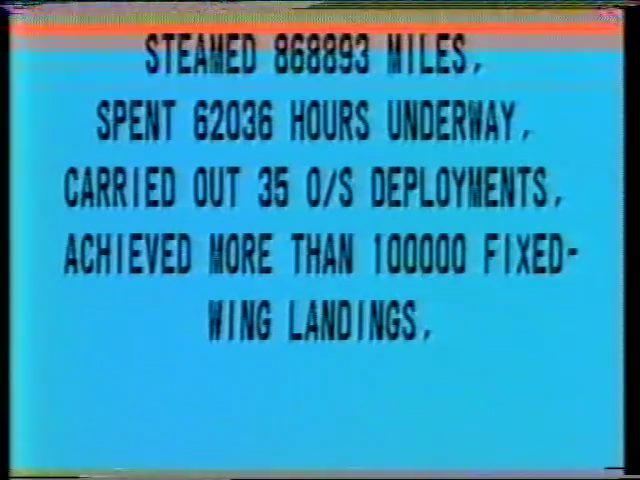 STEAMED 868893 MILES,
SPENT 62036 HOURS UNDERWAY,
CARRIED OUT 35 O/S DEPLOYMENTS,
ACHIEVED MORE THAN 100000 FIXED-
WING LANDINGS,